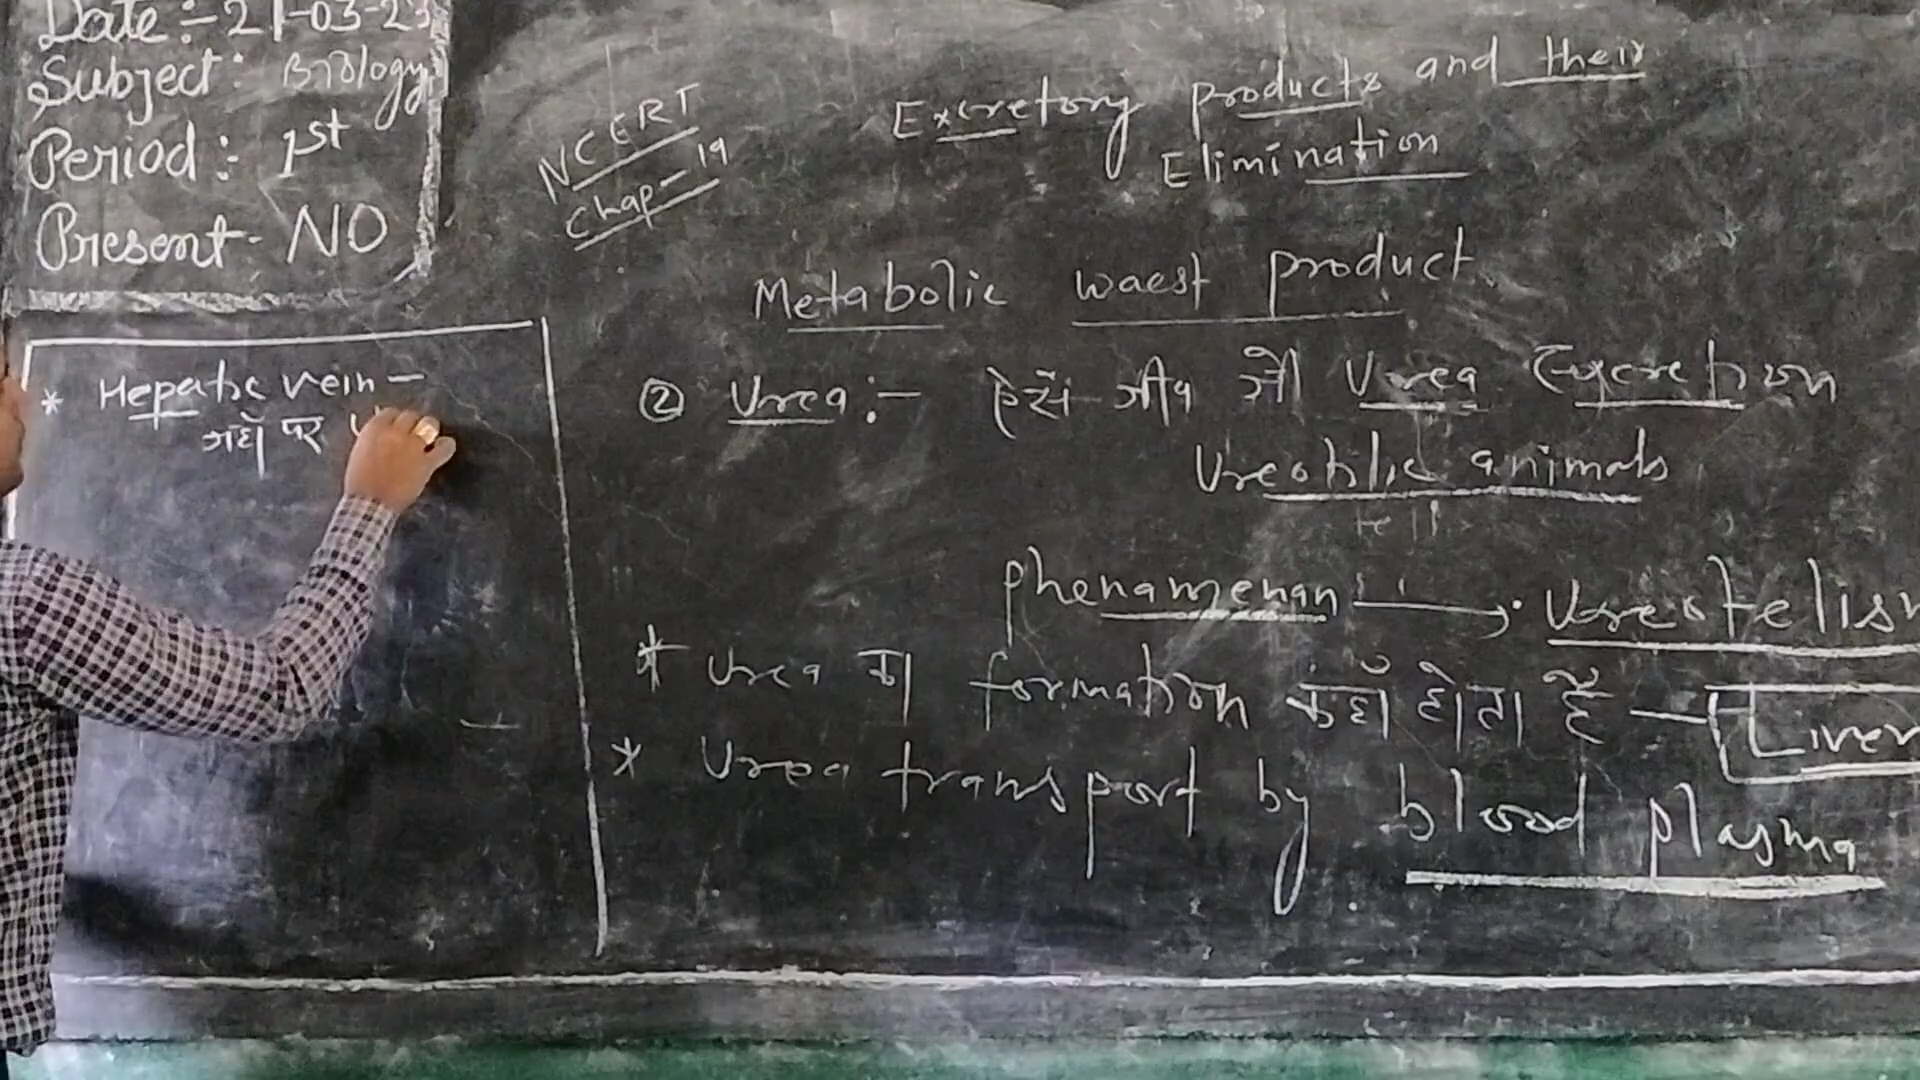 Date :- 21-03-23
Subject : Biology
Period :- 1st
Present - NO
NCERT
Chap - 19
Excretory products and their
Elimination
Metabolic waest product
* Hepatic vein -
जहाँ पर
② Urea :- ऐसे जीव जो Urea Excretion
Ureotelic animals
phenamenan → Ureotelism
* Urea का formation कहाँ होता है - Liver
* Urea transport by blood plasma